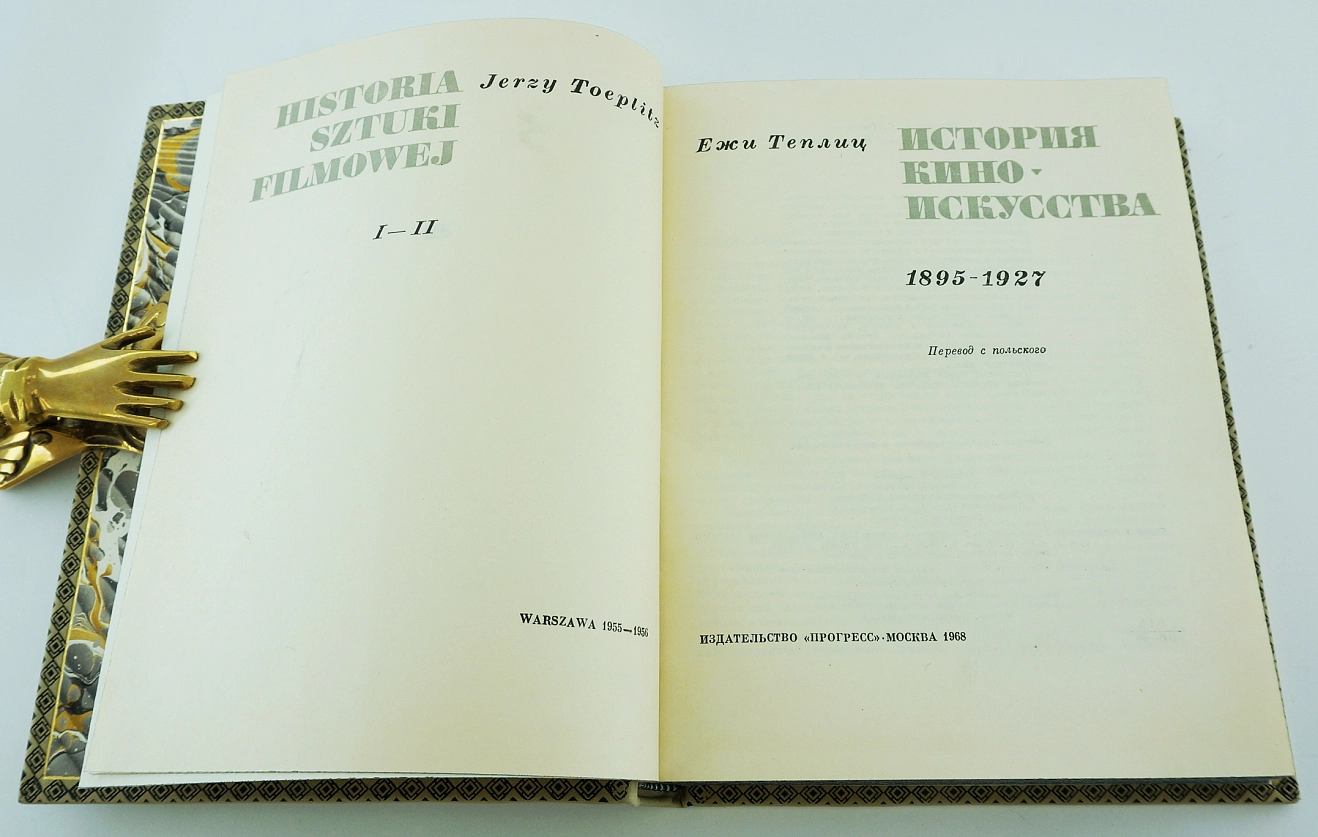 HISTORIA
SZTUKI
FILMOWEJ
Jerzy Toeplitz
I—II
WARSZAWA 1955—1956
Ежи Теплиц
ИСТОРИЯ
КИНО ·
ИСКУССТВА
1895-1927
Перевод с польского
ИЗДАТЕЛЬСТВО «ПРОГРЕСС»·МОСКВА 1968